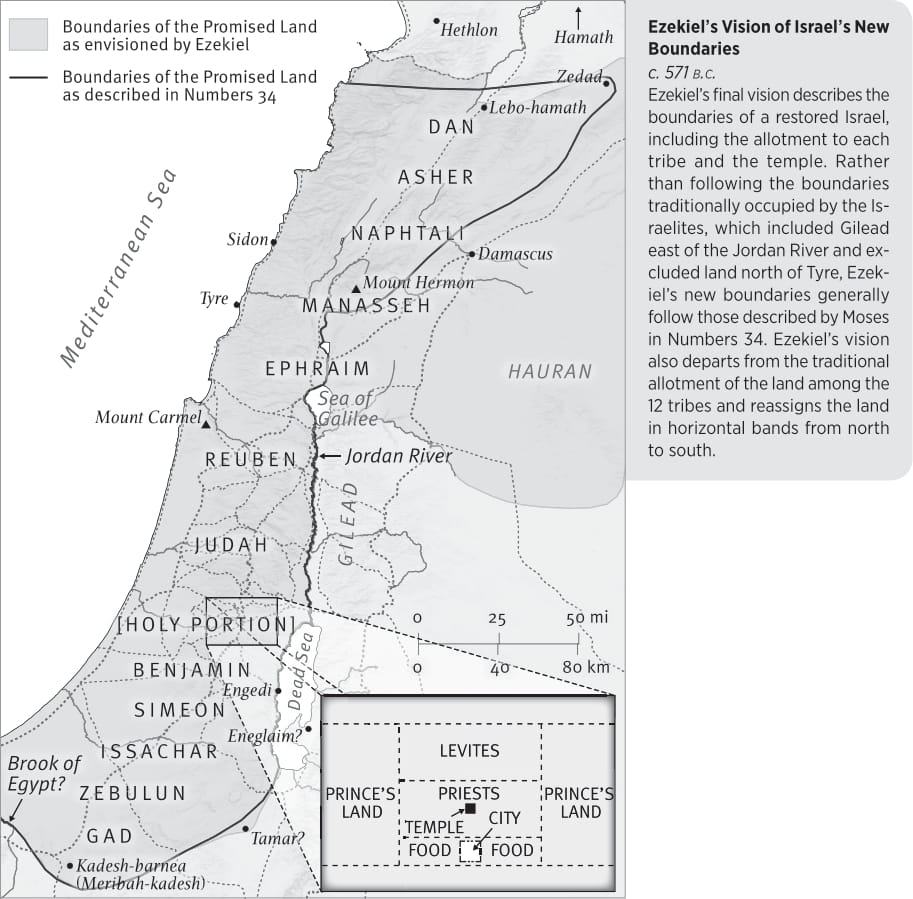 Boundaries of the Promised Land
as envisioned by Ezekiel
Boundaries of the Promised Land
as described in Numbers 34
Hethlon
Hamath
Zedad
Lebo-hamath
DAN
ASHER
Mediterranean Sea
NAPHTALI
Sidon
Damascus
Mount Hermon
Tyre
MANASSEH
EPHRAIM
HAURAN
Sea of
Galilee
Mount Carmel
REUBEN
Jordan River
GILEAD
JUDAH
0 25 50 mi
0 40 80 km
[HOLY PORTION]
Dead Sea
BENJAMIN
Engedi
SIMEON
Eneglaim?
ISSACHAR
Brook of
Egypt?
ZEBULUN
GAD
Tamar?
Kadesh-barnea
(Meribah-kadesh)
LEVITES
PRINCE'S
LAND
PRIESTS
PRINCE'S
LAND
TEMPLE
CITY
FOOD
FOOD
Ezekiel’s Vision of Israel’s New
Boundaries
c. 571 B.C.
Ezekiel’s final vision describes the
boundaries of a restored Israel,
including the allotment to each
tribe and the temple. Rather
than following the boundaries
traditionally occupied by the Is-
raelites, which included Gilead
east of the Jordan River and ex-
cluded land north of Tyre, Ezek-
iel’s new boundaries generally
follow those described by Moses
in Numbers 34. Ezekiel’s vision
also departs from the traditional
allotment of the land among the
12 tribes and reassigns the land
in horizontal bands from north
to south.